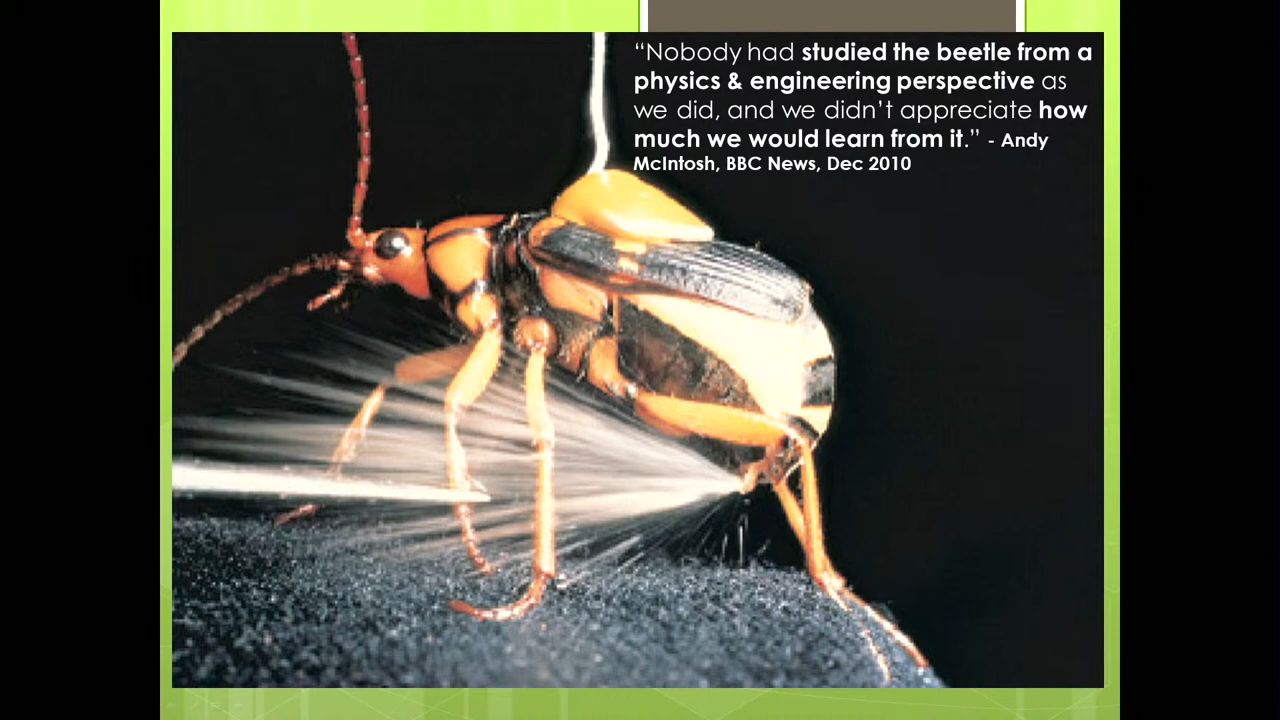 “Nobody had studied the beetle from a
physics & engineering perspective as
we did, and we didn’t appreciate how
much we would learn from it.” - Andy
McIntosh, BBC News, Dec 2010